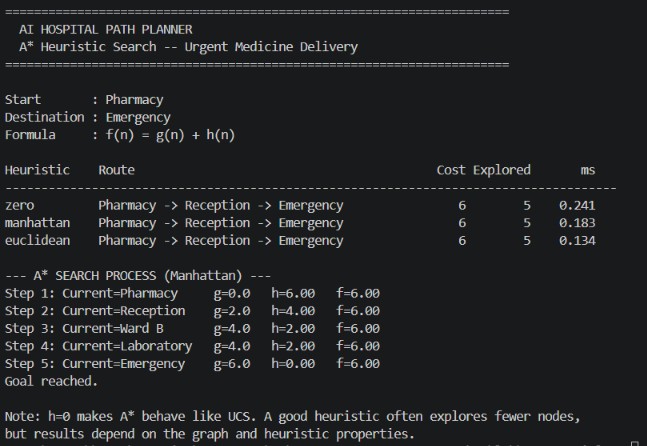 ======================================================================
AI HOSPITAL PATH PLANNER
A* Heuristic Search -- Urgent Medicine Delivery
======================================================================
Start : Pharmacy
Destination : Emergency
Formula : f(n) = g(n) + h(n)
Heuristic Route Cost Explored ms
-------------------------------------------------------------------------------------
zero Pharmacy -> Reception -> Emergency 6 5 0.241
manhattan Pharmacy -> Reception -> Emergency 6 5 0.183
euclidean Pharmacy -> Reception -> Emergency 6 5 0.134
--- A* SEARCH PROCESS (Manhattan) ---
Step 1: Current=Pharmacy g=0.0 h=6.00 f=6.00
Step 2: Current=Reception g=2.0 h=4.00 f=6.00
Step 3: Current=Ward B g=4.0 h=2.00 f=6.00
Step 4: Current=Laboratory g=4.0 h=2.00 f=6.00
Step 5: Current=Emergency g=6.0 h=0.00 f=6.00
Goal reached.
Note: h=0 makes A* behave like UCS. A good heuristic often explores fewer nodes,
but results depend on the graph and heuristic properties.